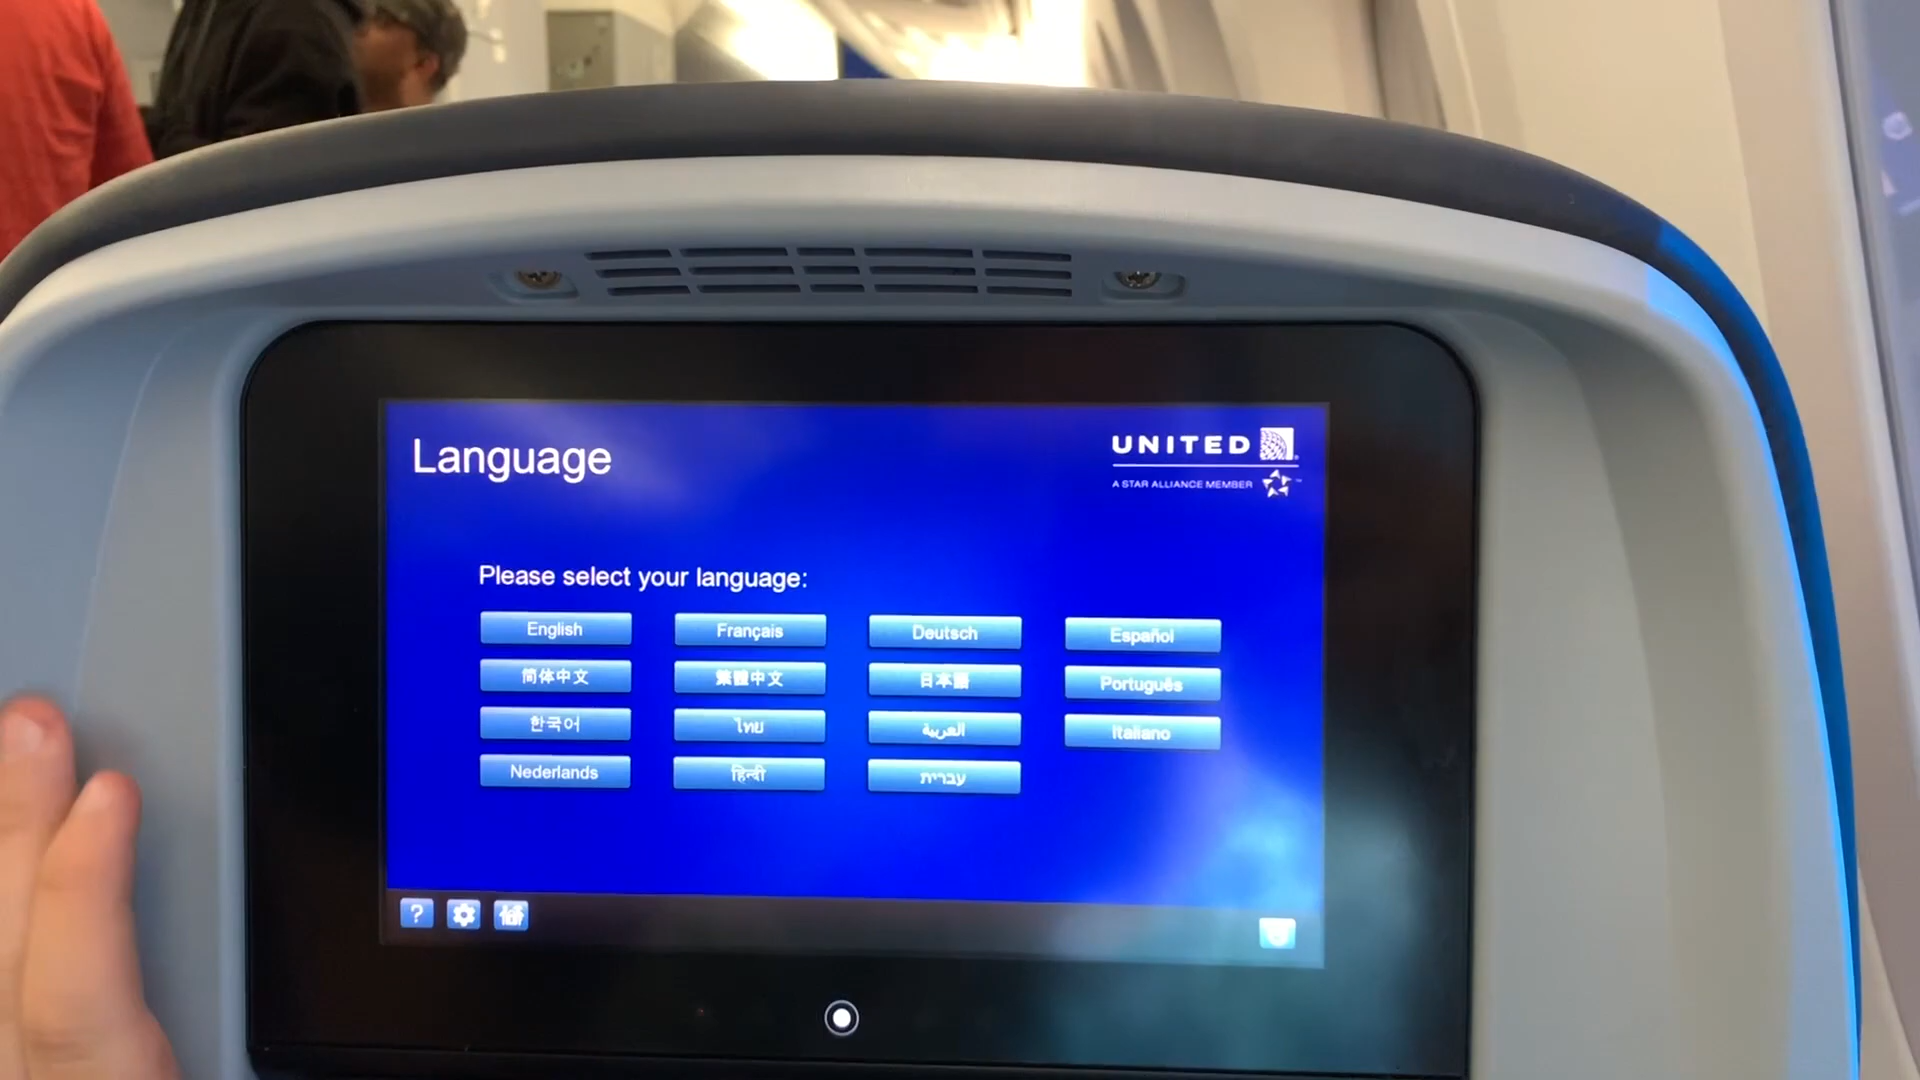 Language
UNITED
A STAR ALLIANCE MEMBER
Please select your language:
English
Français
Deutsch
Español
简体中文
繁體中文
日本語
Português
한국어
ไทย
العربية
Italiano
Nederlands
हिन्दी
עברית
?